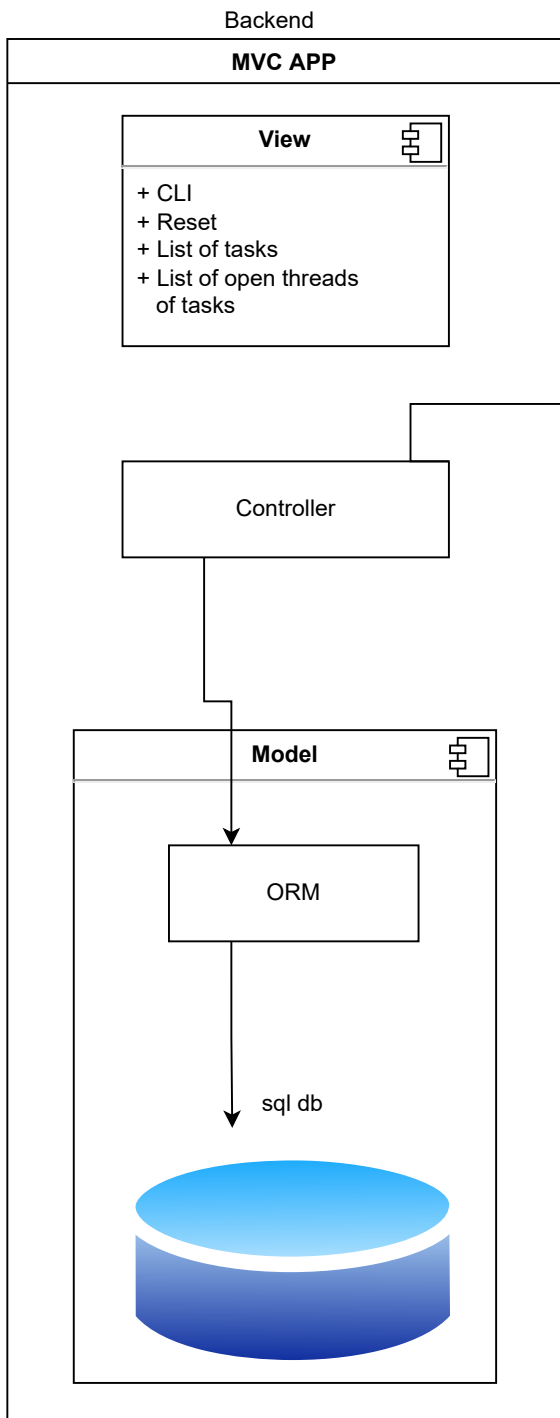 Backend
MVC APP
View
+ CLI
+ Reset
+ List of tasks
+ List of open threads
of tasks
Controller
Model
ORM
sql db